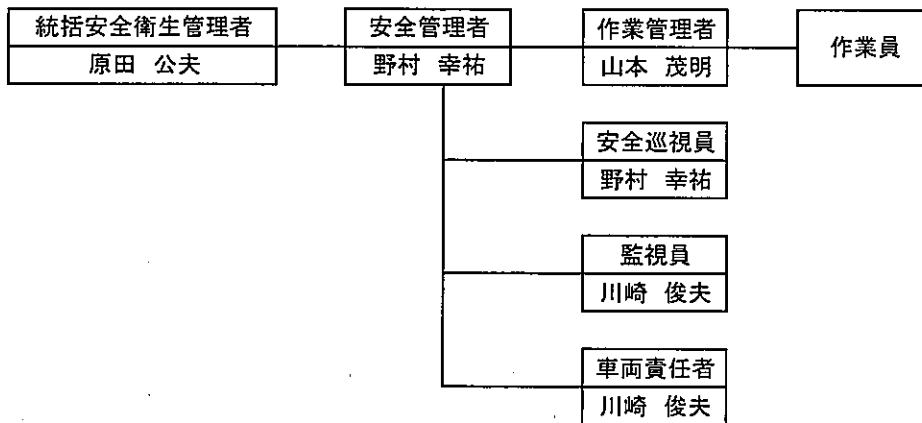 統括安全衛生管理者
原田 公夫
安全管理者
野村 幸祐
作業管理者
山本 茂明
作業員
安全巡視員
野村 幸祐
監視員
川崎 俊夫
車両責任者
川崎 俊夫